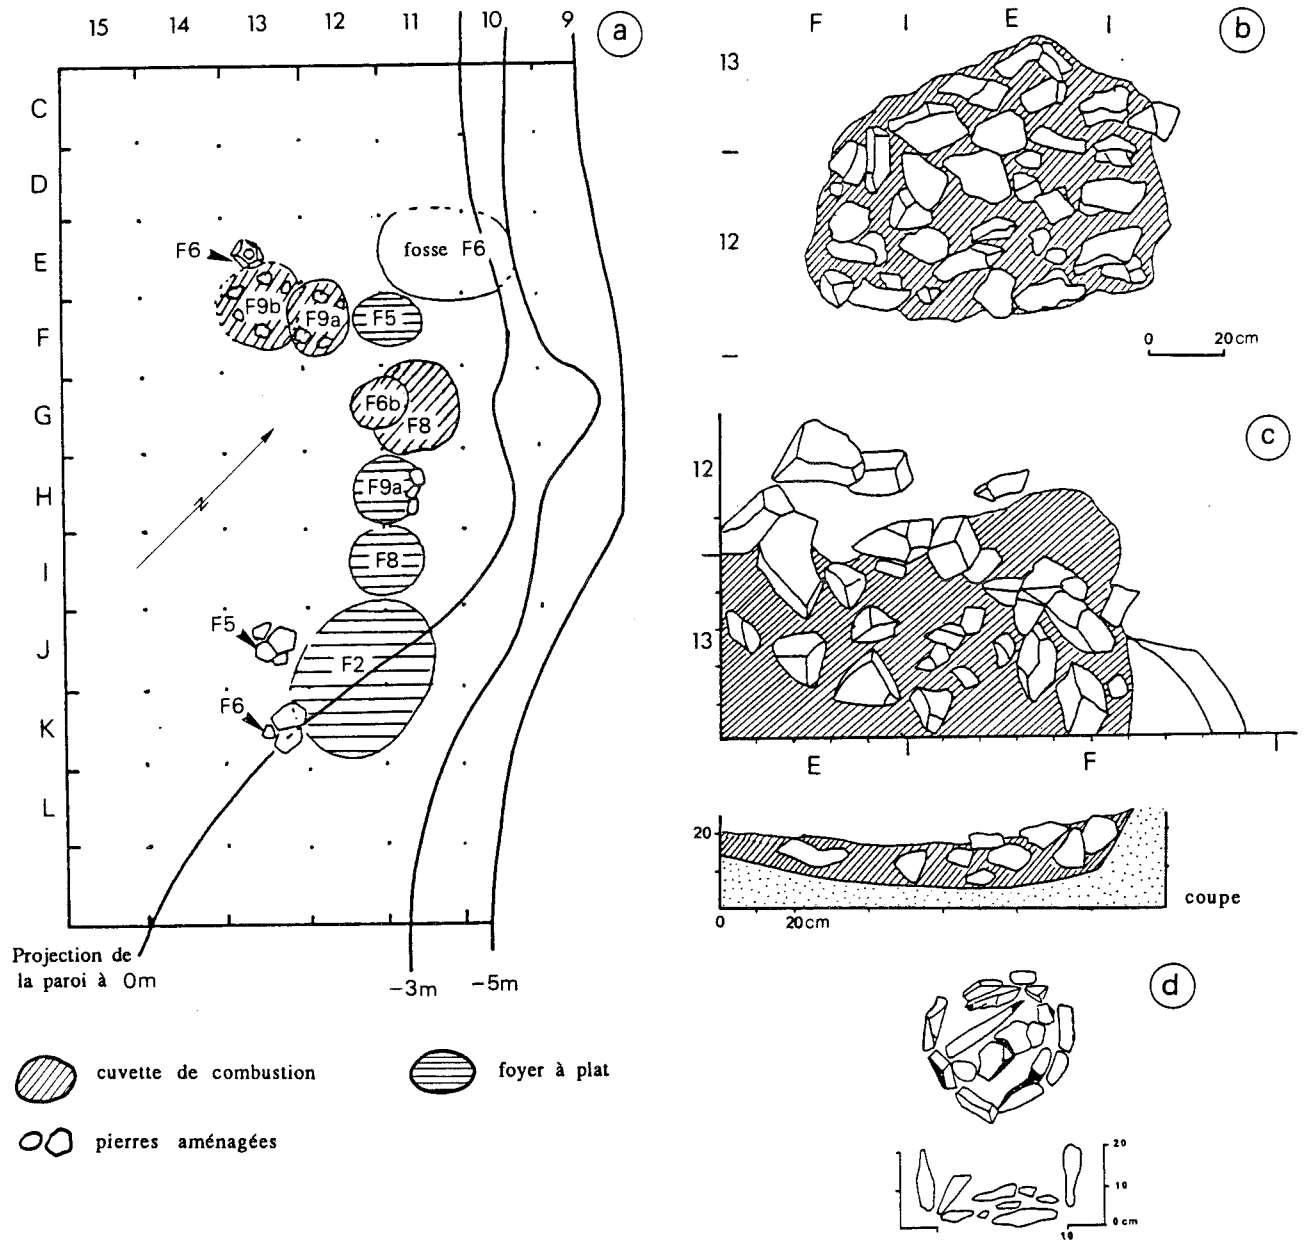 15 14 13 12 11 10 9
a
C
D
E
F
G
H
I
J
K
L
F6
fosse F6
F9b
F9a
F5
F6b
F8
F9a
F8
N
F5
F2
F6
Projection de
la paroi à 0m
-3m
-5m
cuvette de combustion
foyer à plat
pierres aménagées
F I E I
b
13
12
0 20cm
c
12
13
E F
20
coupe
0 20cm
d
20
10
0 cm
10